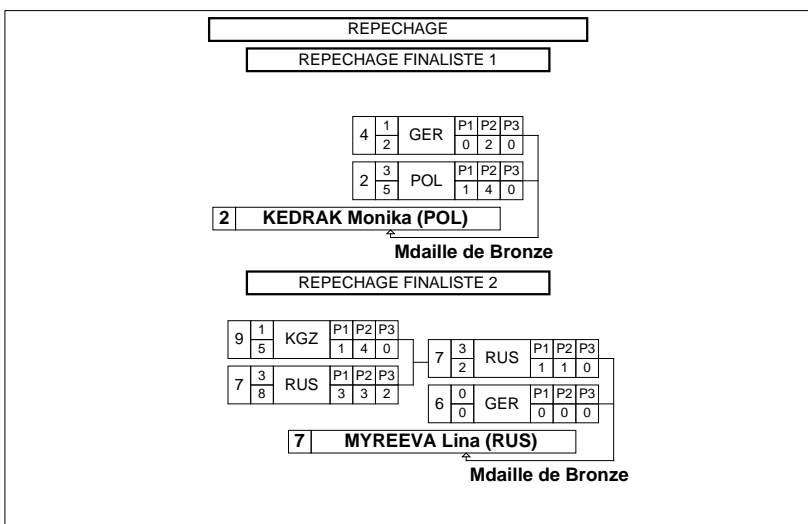 REPECHAGE
REPECHAGE FINALISTE 1
4 1 GER P1 P2 P3
2 0 2 0
2 3 POL P1 P2 P3
5 1 4 0
2 KEDRAK Monika (POL)
Mdaille de Bronze
REPECHAGE FINALISTE 2
9 1 KGZ P1 P2 P3
5 1 4 0
7 3 RUS P1 P2 P3
2 1 1 0
7 3 RUS P1 P2 P3
8 3 3 2
6 0 GER P1 P2 P3
0 0 0 0
7 MYREEVA Lina (RUS)
Mdaille de Bronze